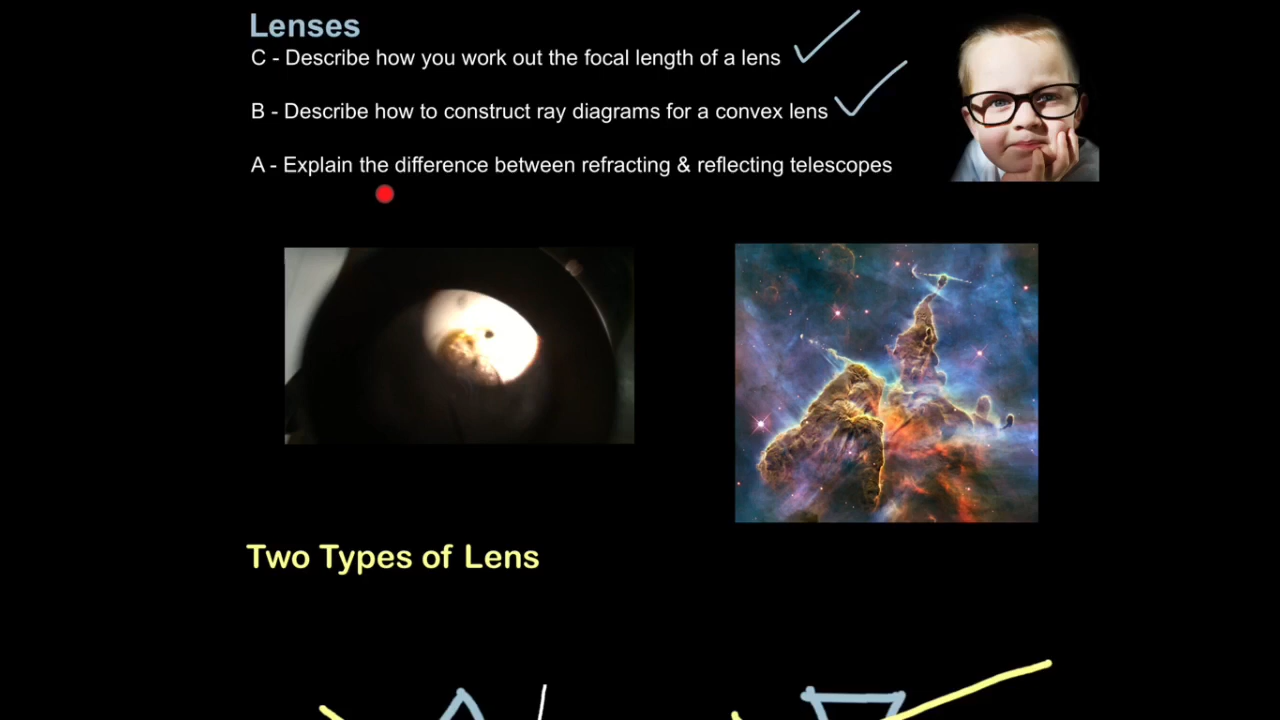 Lenses
C - Describe how you work out the focal length of a lens
B - Describe how to construct ray diagrams for a convex lens
A - Explain the difference between refracting & reflecting telescopes
Two Types of Lens